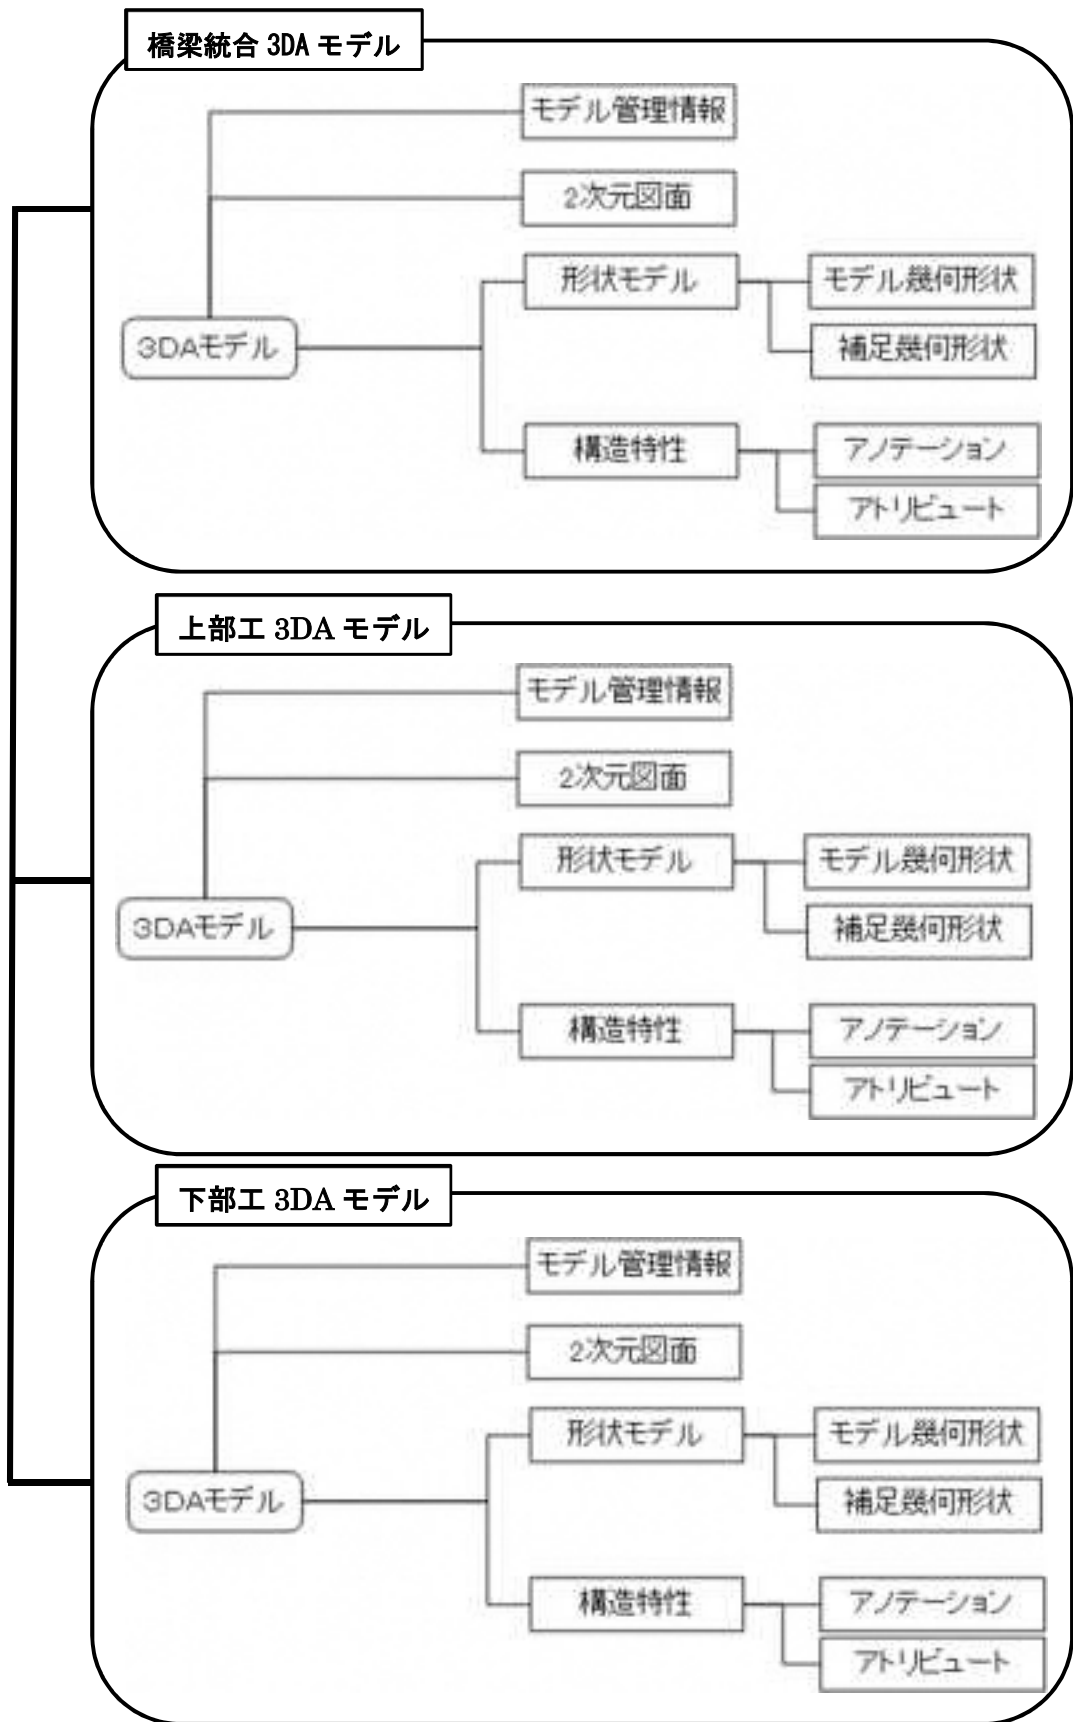 橋梁統合 3DA モデル
モデル管理情報
2次元図面
形状モデル
モデル幾何形状
補足幾何形状
3DAモデル
構造特性
アノテーション
アトリビュート
上部工 3DA モデル
モデル管理情報
2次元図面
形状モデル
モデル幾何形状
補足幾何形状
3DAモデル
構造特性
アノテーション
アトリビュート
下部工 3DA モデル
モデル管理情報
2次元図面
形状モデル
モデル幾何形状
補足幾何形状
3DAモデル
構造特性
アノテーション
アトリビュート